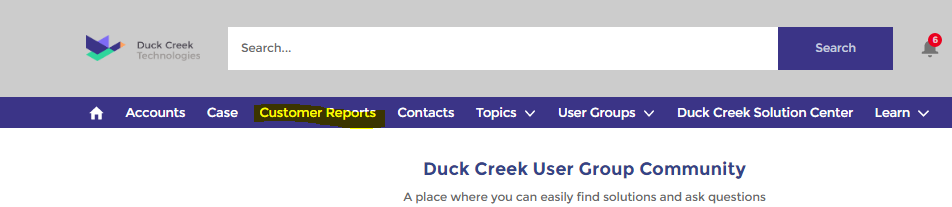 Duck Creek
Technologies
Search...
Search
6
Accounts Case Customer Reports Contacts Topics User Groups Duck Creek Solution Center Learn
Duck Creek User Group Community
A place where you can easily find solutions and ask questions